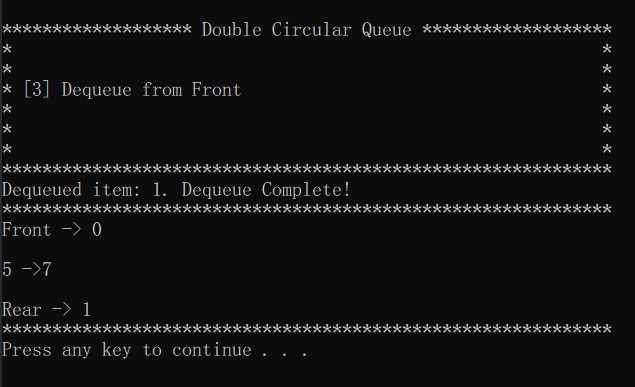 ******************* Double Circular Queue *******************
*                                                           *
*                                                           *
* [3] Dequeue from Front                                    *
*                                                           *
*                                                           *
*                                                           *
*************************************************************
Dequeued item: 1. Dequeue Complete!
*************************************************************
Front -> 0
5 ->7
Rear -> 1
*************************************************************
Press any key to continue . . .